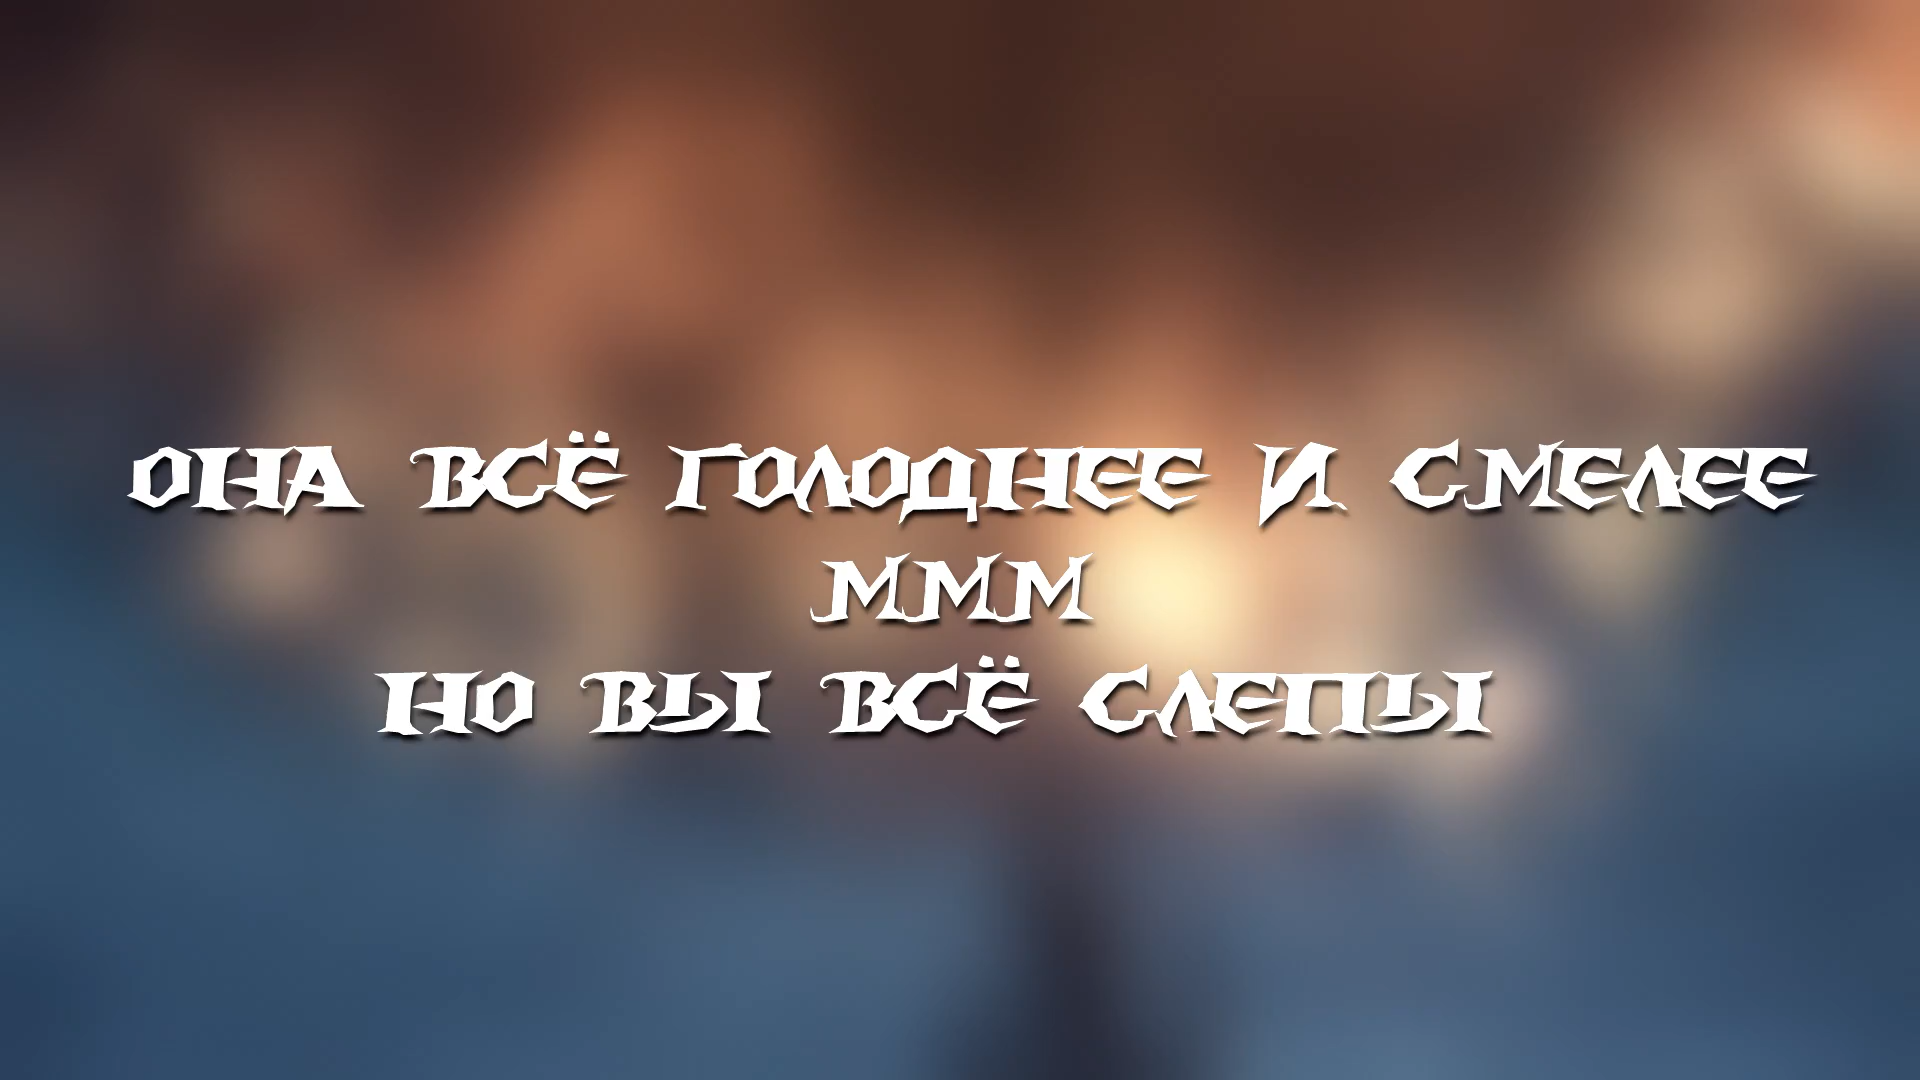 ОНА ВСЁ ГОЛОДНЕЕ И СМЕЛЕЕ
МММ
НО ВЫ ВСЁ СЛЕПЫ